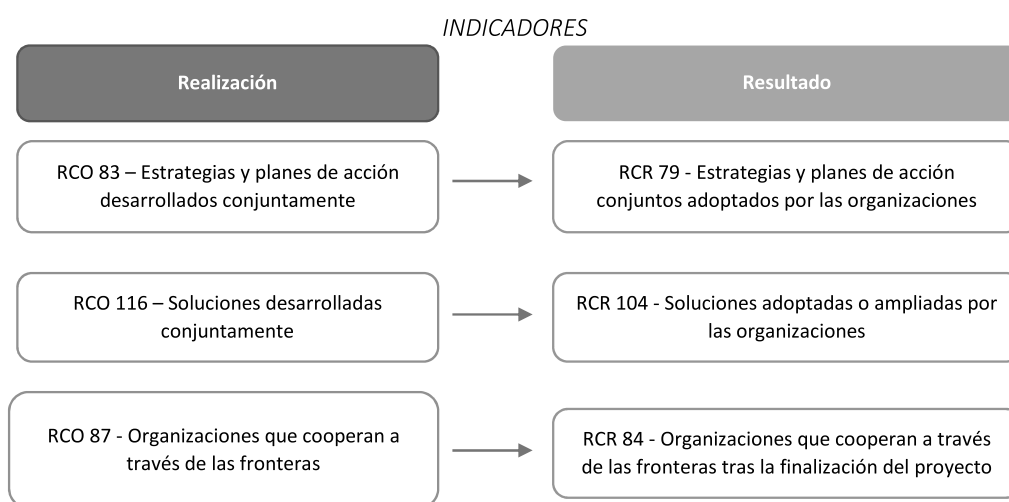 INDICADORES
Realización
Resultado
RCO 83 – Estrategias y planes de acción
desarrollados conjuntamente
RCR 79 - Estrategias y planes de acción
conjuntos adoptados por las organizaciones
RCO 116 – Soluciones desarrolladas
conjuntamente
RCR 104 - Soluciones adoptadas o ampliadas por
las organizaciones
RCO 87 - Organizaciones que cooperan a
través de las fronteras
RCR 84 - Organizaciones que cooperan a través
de las fronteras tras la finalización del proyecto